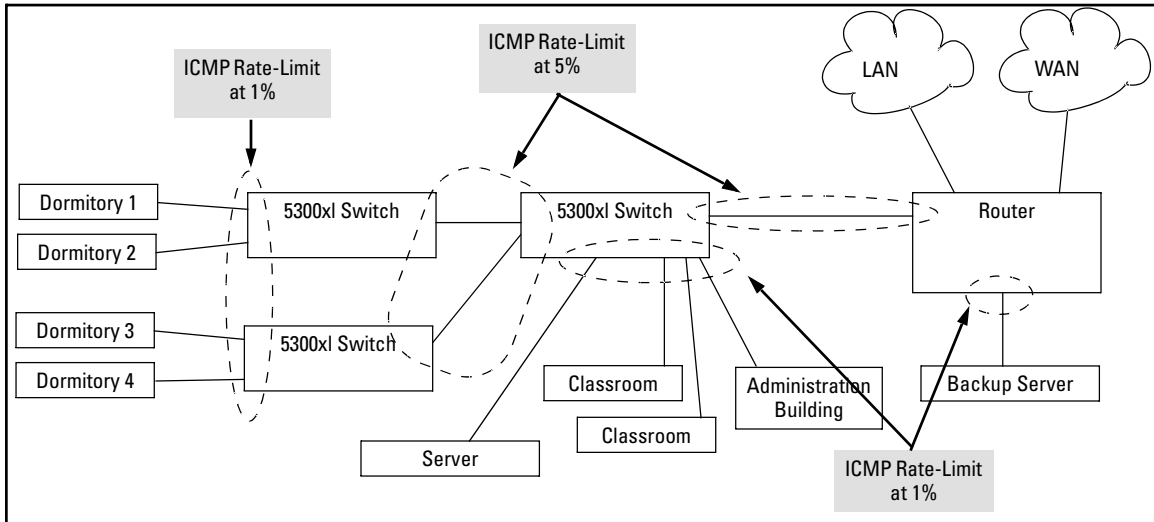 ICMP Rate-Limit
at 1%
ICMP Rate-Limit
at 5%
LAN
WAN
Dormitory 1
Dormitory 2
5300xl Switch
5300xl Switch
Router
Dormitory 3
Dormitory 4
5300xl Switch
Classroom
Administration
Building
Backup Server
Classroom
Server
ICMP Rate-Limit
at 1%